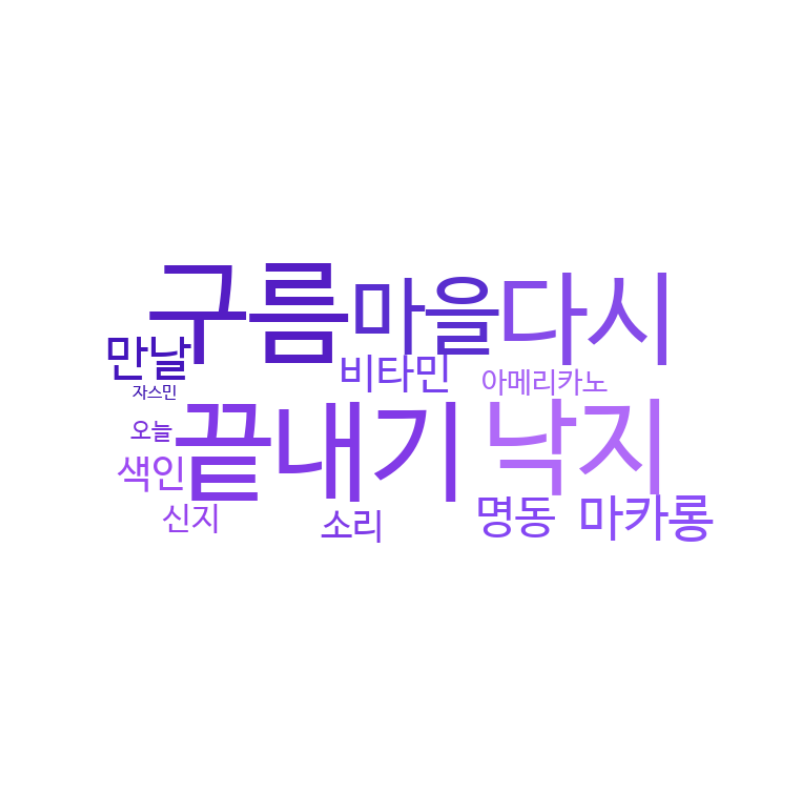 구름 마을 다시
만날 비타민 아메리카노
자스민
오늘 끝내기 낙지
색인
신지 소리 명동 마카롱